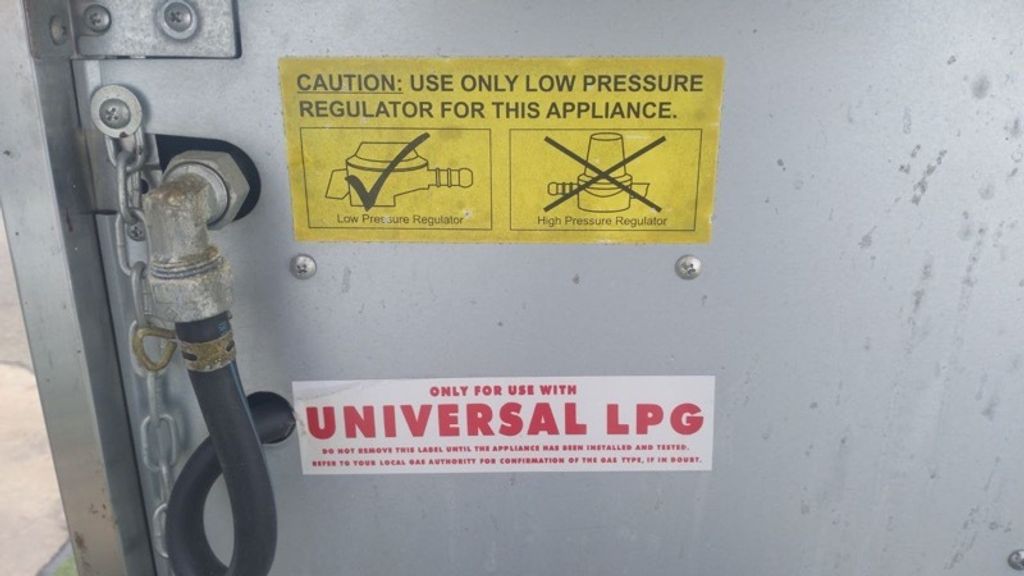 CAUTION: USE ONLY LOW PRESSURE
REGULATOR FOR THIS APPLIANCE.
Low Pressure Regulator
High Pressure Regulator
ONLY FOR USE WITH
UNIVERSAL LPG
DO NOT REMOVE THIS LABEL UNTIL THE APPLIANCE HAS BEEN INSTALLED AND TESTED.
REFER TO YOUR LOCAL GAS AUTHORITY FOR CONFIRMATION OF THE GAS TYPE, IF IN DOUBT.